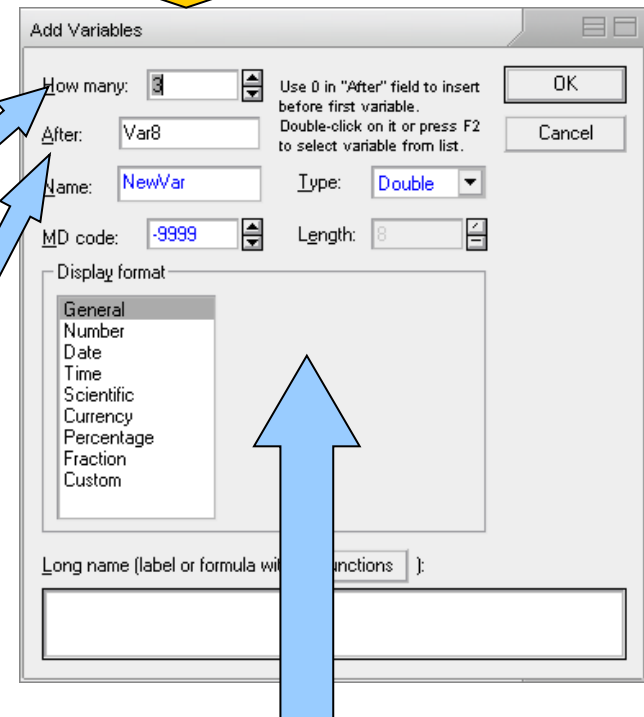 Add Variables
How many: 3
Use 0 in "After" field to insert
before first variable.
Double-click on it or press F2
to select variable from list.
OK
After: Var8
Cancel
Name: NewVar
Type: Double
MD code: -9999
Length: 8
Display format
General
Number
Date
Time
Scientific
Currency
Percentage
Fraction
Custom
Long name (label or formula ):